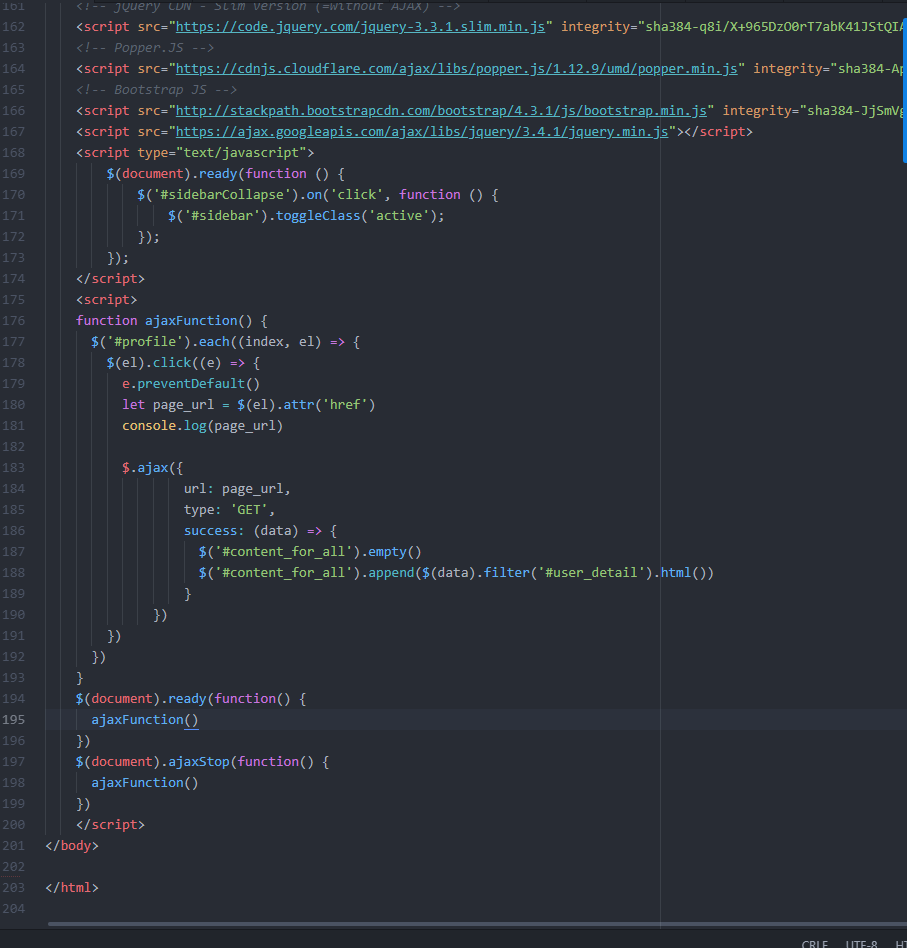 161 <!-- jQuery CDN - Slim version (=without AJAX) -->
162 <script src="https://code.jquery.com/jquery-3.3.1.slim.min.js" integrity="sha384-q8i/X+965DzO0rT7abK41JStQIA
163 <!-- Popper.JS -->
164 <script src="https://cdnjs.cloudflare.com/ajax/libs/popper.js/1.12.9/umd/popper.min.js" integrity="sha384-Ap
165 <!-- Bootstrap JS -->
166 <script src="http://stackpath.bootstrapcdn.com/bootstrap/4.3.1/js/bootstrap.min.js" integrity="sha384-JjSmVg
167 <script src="https://ajax.googleapis.com/ajax/libs/jquery/3.4.1/jquery.min.js"></script>
168 <script type="text/javascript">
169 $(document).ready(function () {
170 $('#sidebarCollapse').on('click', function () {
171 $('#sidebar').toggleClass('active');
172 });
173 });
174 </script>
175 <script>
176 function ajaxFunction() {
177 $('#profile').each((index, el) => {
178 $(el).click((e) => {
179 e.preventDefault()
180 let page_url = $(el).attr('href')
181 console.log(page_url)
182
183 $.ajax({
184 url: page_url,
185 type: 'GET',
186 success: (data) => {
187 $('#content_for_all').empty()
188 $('#content_for_all').append($(data).filter('#user_detail').html())
189 }
190 })
191 })
192 })
193 }
194 $(document).ready(function() {
195 ajaxFunction()
196 })
197 $(document).ajaxStop(function() {
198 ajaxFunction()
199 })
200 </script>
201 </body>
202
203 </html>
204
CRLF UTF-8 HT